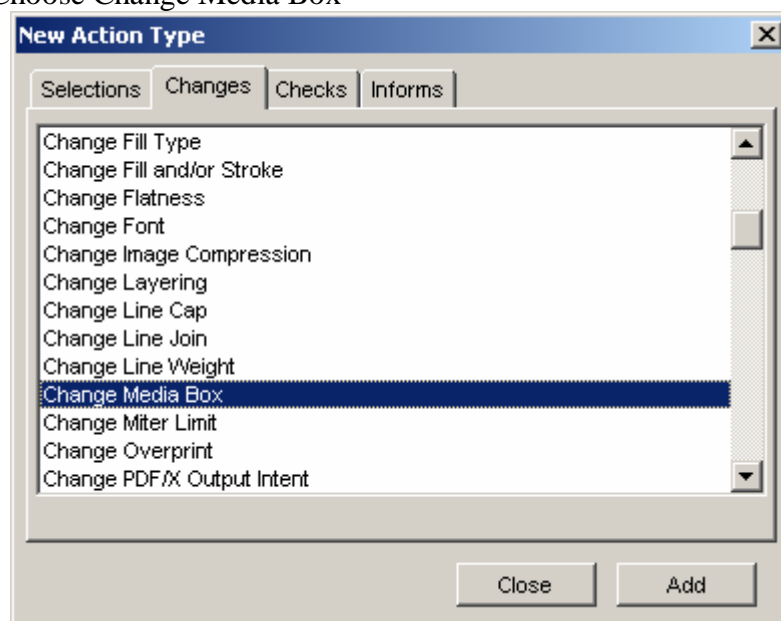 Choose Change Media Box
New Action Type
Selections Changes Checks Informs
Change Fill Type
Change Fill and/or Stroke
Change Flatness
Change Font
Change Image Compression
Change Layering
Change Line Cap
Change Line Join
Change Line Weight
Change Media Box
Change Miter Limit
Change Overprint
Change PDF/X Output Intent
Close Add